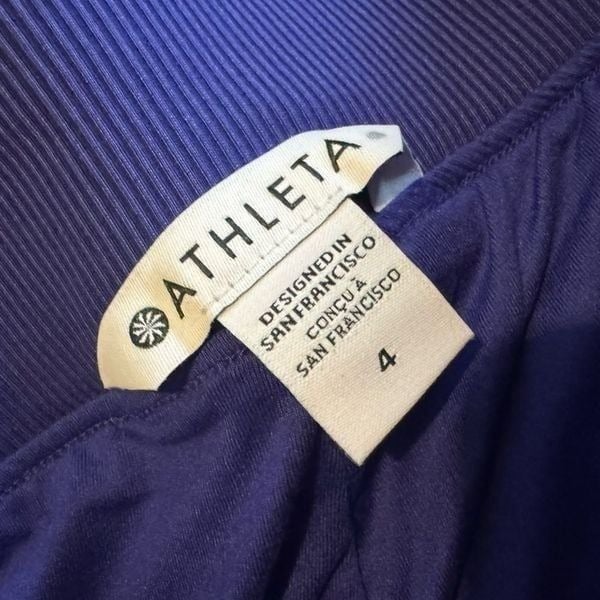 ATHLETA
DESIGNED IN
SAN FRANCISCO
CONÇU À
SAN FRANCISCO
4